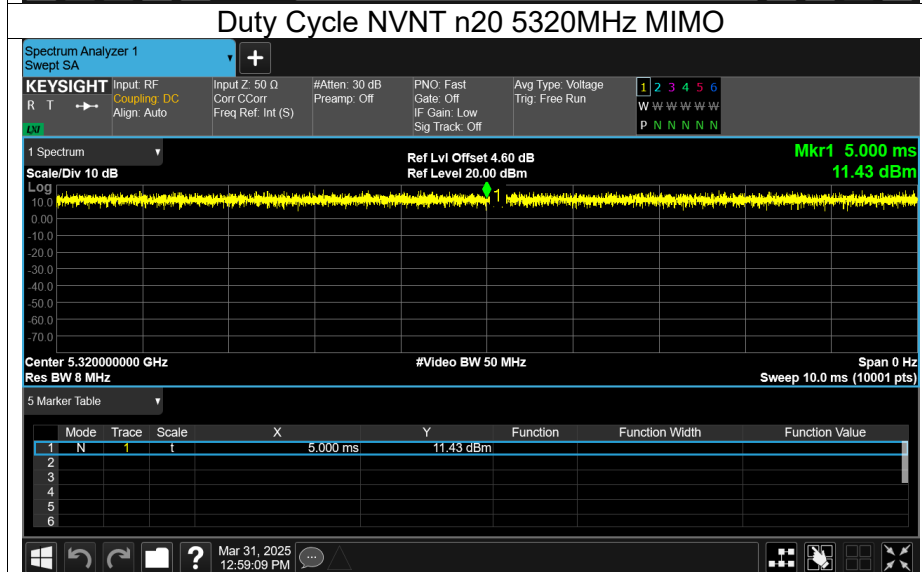 Duty Cycle NVNT n20 5320MHz MIMO
Spectrum Analyzer 1
Swept SA
+
KEYSIGHT Input: RF Input Z: 50 Ω #Atten: 30 dB PNO: Fast Avg Type: Voltage 1 2 3 4 5 6
R T Coupling: DC Corr CCorr Preamp: Off Gate: Off Trig: Free Run W W W W W W
Align: Auto Freq Ref: Int (S) IF Gain: Low
LXI Sig Track: Off P N N N N N
1 Spectrum Ref Lvl Offset 4.60 dB Mkr1 5.000 ms
Scale/Div 10 dB Ref Level 20.00 dBm 11.43 dBm
Log
10.0 1
0.00
-10.0
-20.0
-30.0
-40.0
-50.0
-60.0
-70.0
Center 5.320000000 GHz #Video BW 50 MHz Span 0 Hz
Res BW 8 MHz Sweep 10.0 ms (10001 pts)
5 Marker Table
Mode Trace Scale X Y Function Function Width Function Value
1 N 1 t 5.000 ms 11.43 dBm
2
3
4
5
6
? Mar 31, 2025
12:59:09 PM